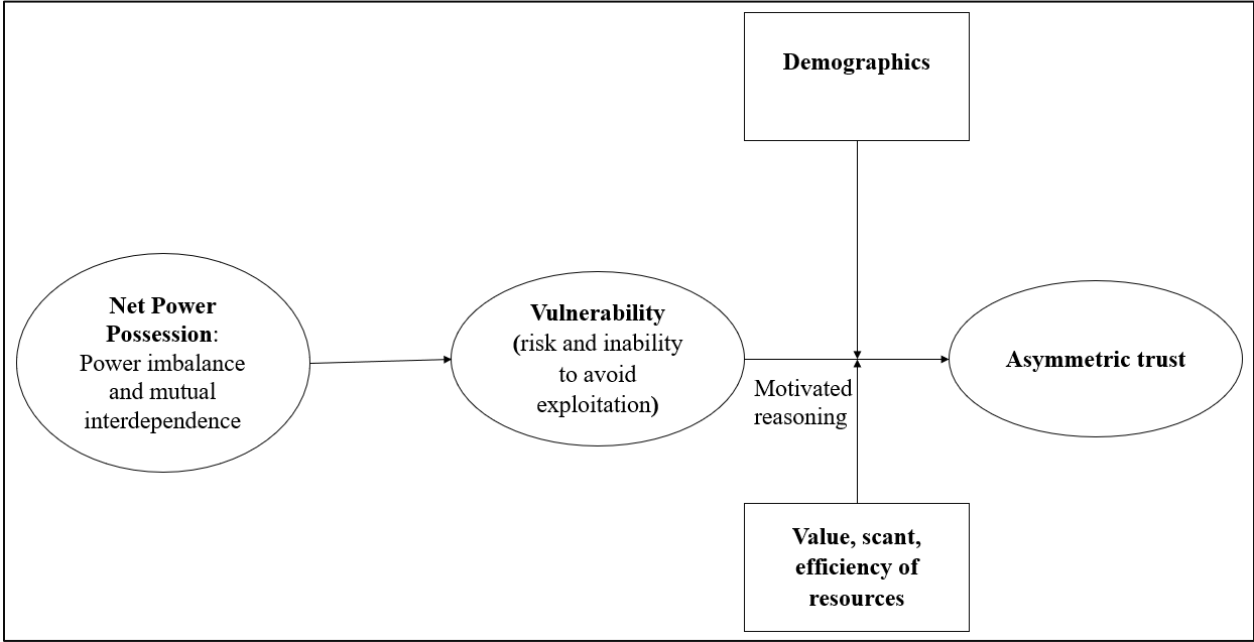 Demographics
Net Power
Possession:
Power imbalance
and mutual
interdependence
Vulnerability
(risk and inability
to avoid
exploitation)
Motivated
reasoning
Asymmetric trust
Value, scant,
efficiency of
resources